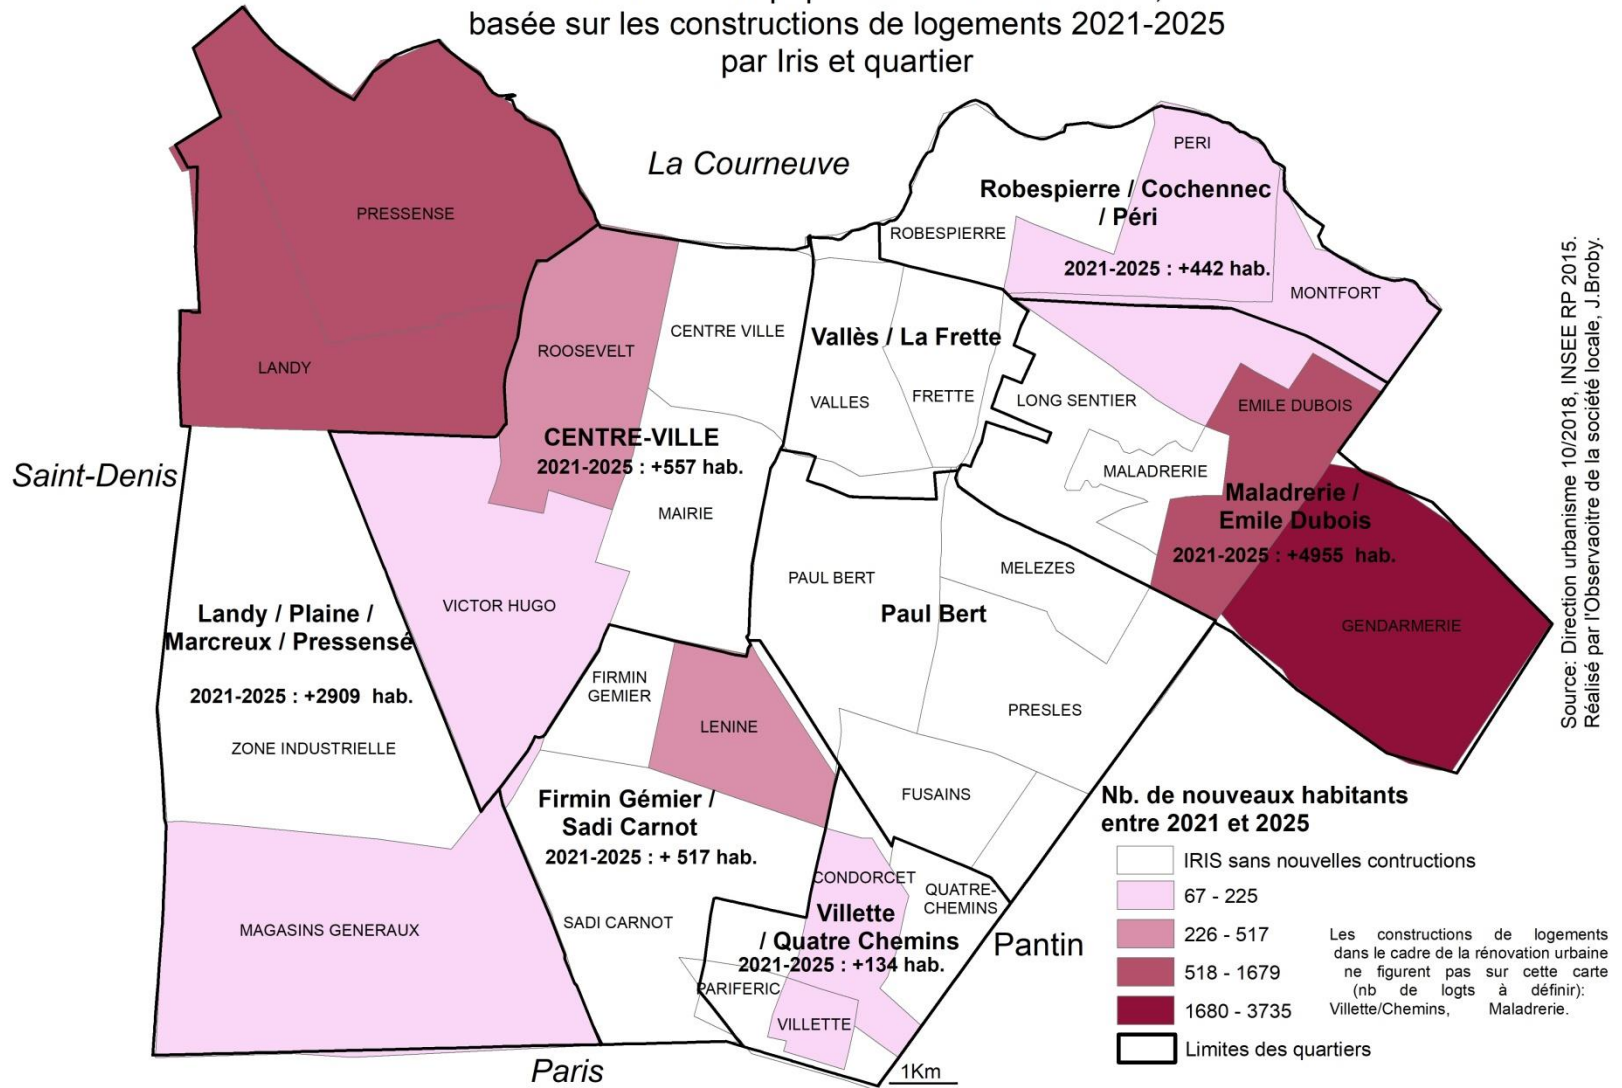 basée sur les constructions de logements 2021-2025
par Iris et quartier
La Courneuve
PERI
Robespierre / Cochennec
/ Péri
ROBESPIERRE
2021-2025 : +442 hab.
MONTFORT
PRESSENSE
LANDY
ROOSEVELT
CENTRE VILLE
Vallès / La Frette
VALLES
FRETTE
LONG SENTIER
EMILE DUBOIS
CENTRE-VILLE
2021-2025 : +557 hab.
MALADRERIE
Maladrerie /
Emile Dubois
2021-2025 : +4955 hab.
Saint-Denis
MAIRIE
PAUL BERT
MELEZES
Paul Bert
GENDARMERIE
VICTOR HUGO
Landy / Plaine /
Marcreux / Pressensé
2021-2025 : +2909 hab.
ZONE INDUSTRIELLE
FIRMIN
GEMIER
LENINE
PRESLES
FUSAINS
Firmin Gémier /
Sadi Carnot
2021-2025 : + 517 hab.
CONDORCET
QUATRE-
CHEMINS
SADI CARNOT
MAGASINS GENERAUX
Villette
/ Quatre Chemins
2021-2025 : +134 hab.
PARIFERIC
VILLETTE
Pantin
Paris
1Km
Nb. de nouveaux habitants
entre 2021 et 2025
IRIS sans nouvelles contructions
67 - 225
226 - 517
518 - 1679
1680 - 3735
Limites des quartiers
Les constructions de logements
dans le cadre de la rénovation urbaine
ne figurent pas sur cette carte
(nb de logts à définir):
Villette/Chemins, Maladrerie.
Source: Direction urbanisme 10/2018, INSEE RP 2015.
Réalisé par l'Observaoitre de la société locale, J.Broby.